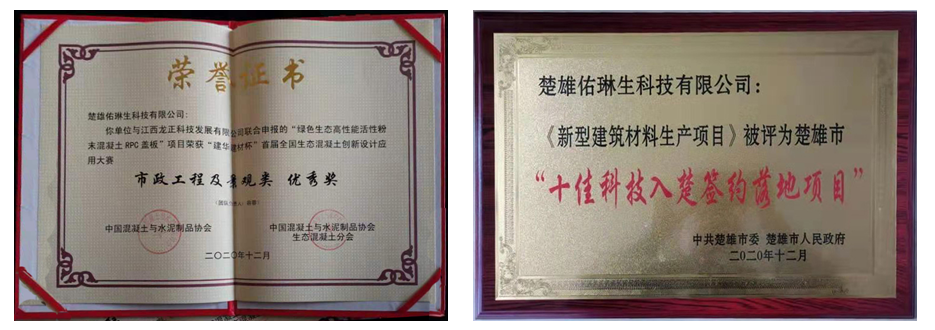 荣誉证书
楚雄佑琳生科技有限公司:
你单位与江西龙正科技发展有限公司联合申报的“绿色生态高性能活性粉
末混凝土RPC盖板”项目荣获“建华建材杯”首届全国生态混凝土创新设计应
用大赛
市政工程及景观类 优秀奖
中国混凝土与水泥制品协会
中国混凝土与水泥制品协会
生态混凝土分会
二〇二〇年十二月
楚雄佑琳生科技有限公司:
《新型建筑材料生产项目》被评为楚雄市
“十佳科技入楚签约落地项目”
中共楚雄市委 楚雄市人民政府
二〇二〇年十二月